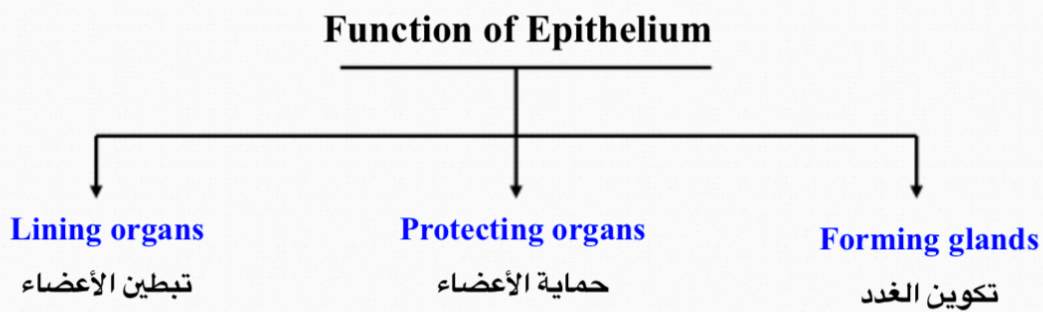 Function of Epithelium
Lining organs
تبطين الأعضاء
Protecting organs
حماية الأعضاء
Forming glands
تكوين الغدد